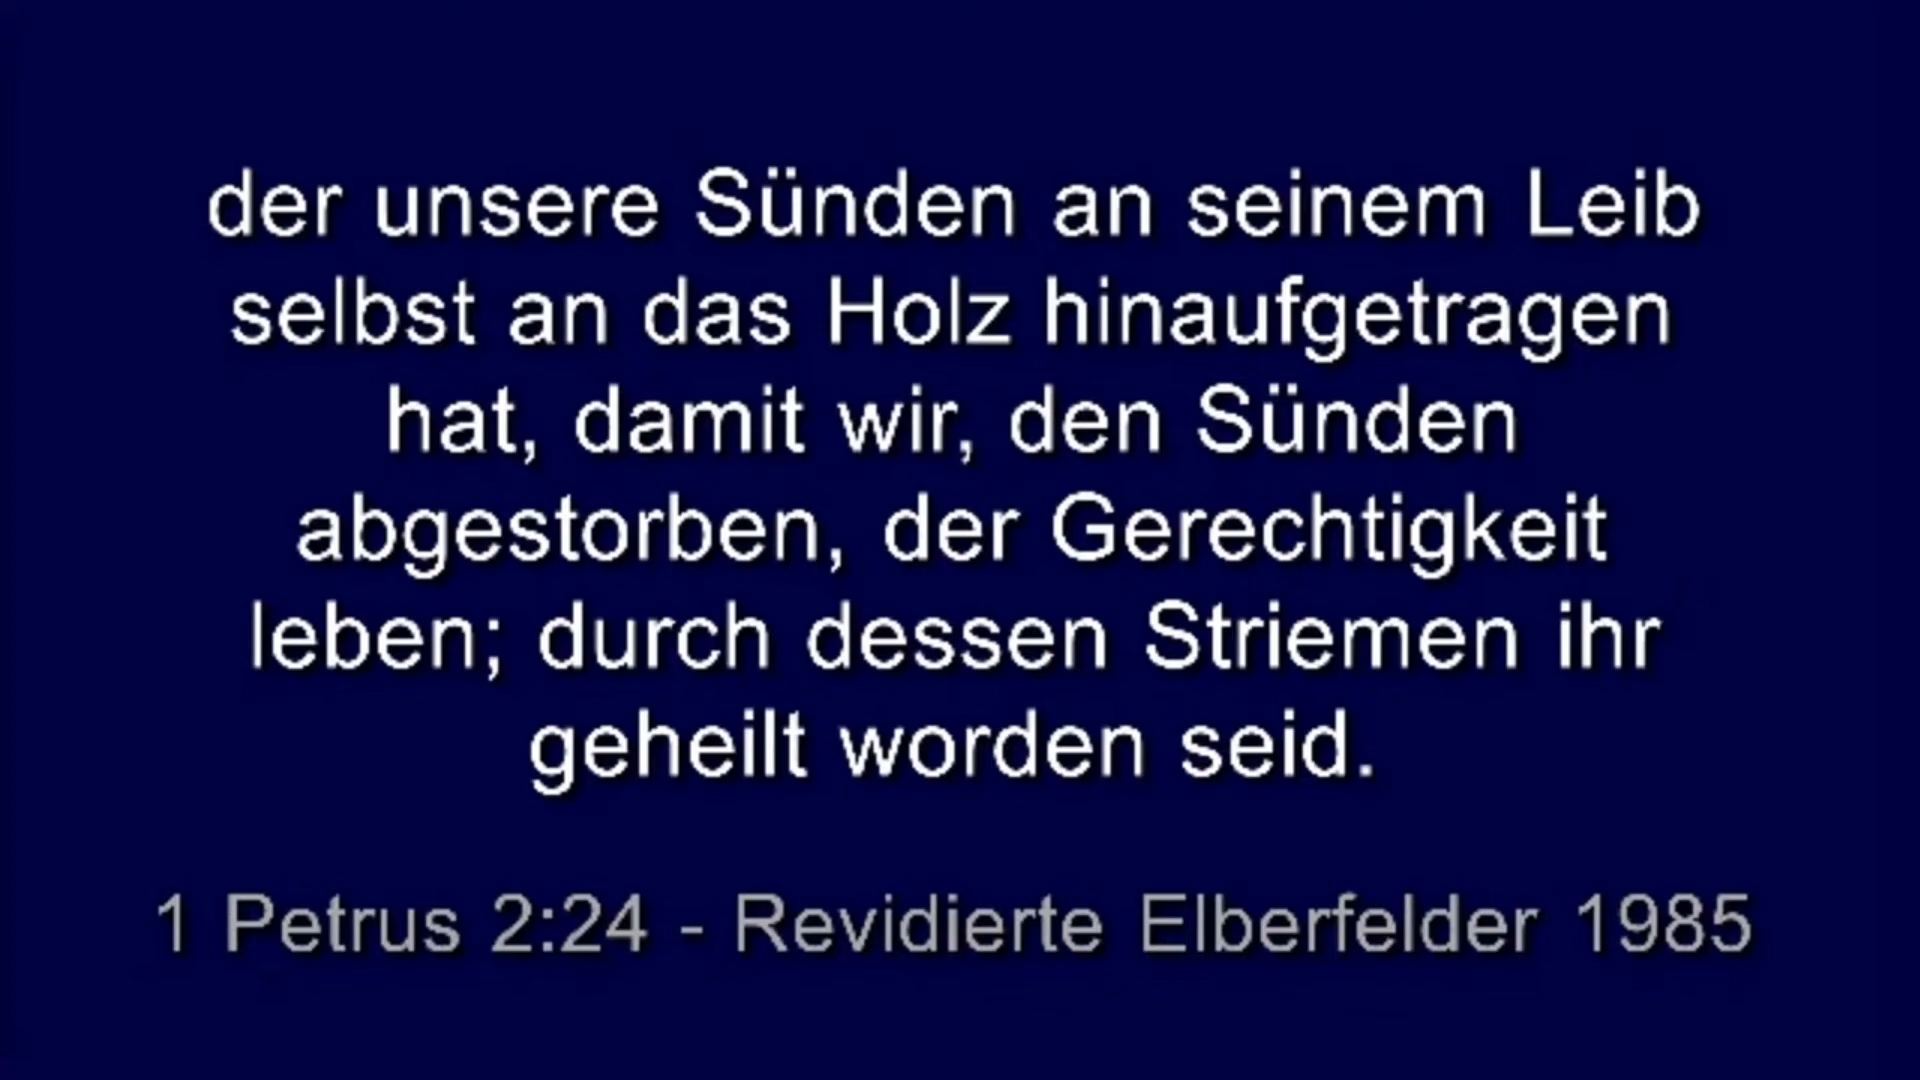 der unsere Sünden an seinem Leib
selbst an das Holz hinaufgetragen
hat, damit wir, den Sünden
abgestorben, der Gerechtigkeit
leben; durch dessen Striemen ihr
geheilt worden seid.
1 Petrus 2:24 - Revidierte Elberfelder 1985